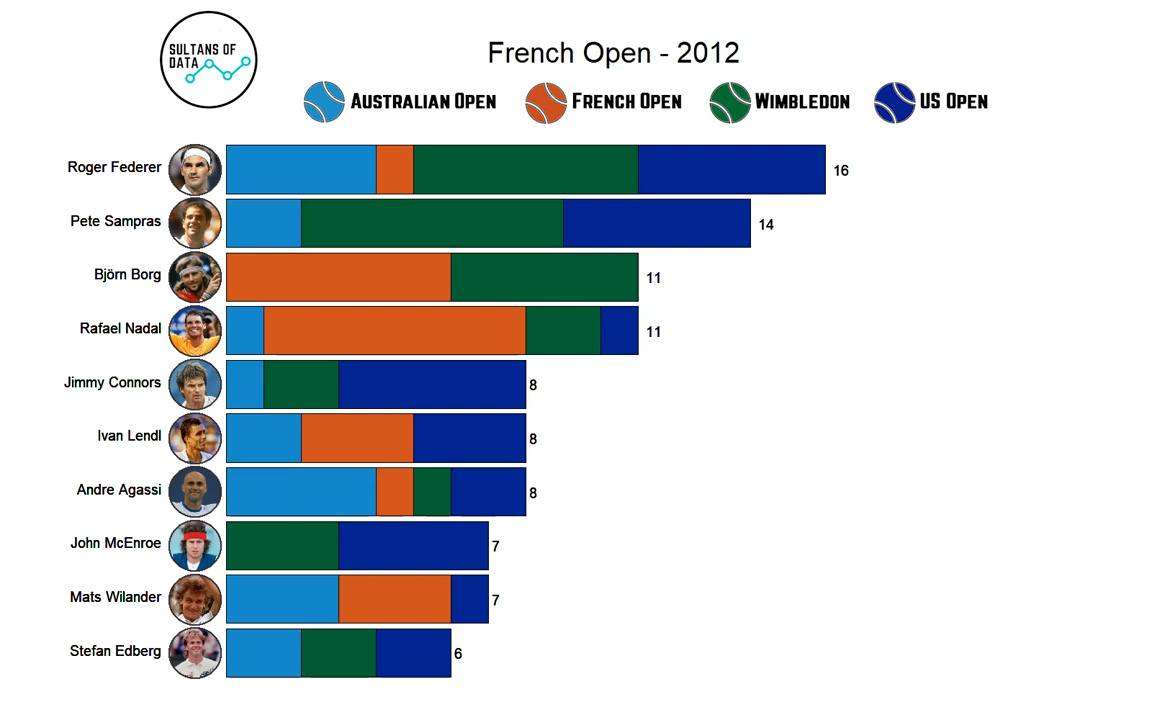 SULTANS OF
DATA
French Open - 2012
AUSTRALIAN OPEN
FRENCH OPEN
WIMBLEDON
US OPEN
Roger Federer 16
Pete Sampras 14
Björn Borg 11
Rafael Nadal 11
Jimmy Connors 8
Ivan Lendl 8
Andre Agassi 8
John McEnroe 7
Mats Wilander 7
Stefan Edberg 6